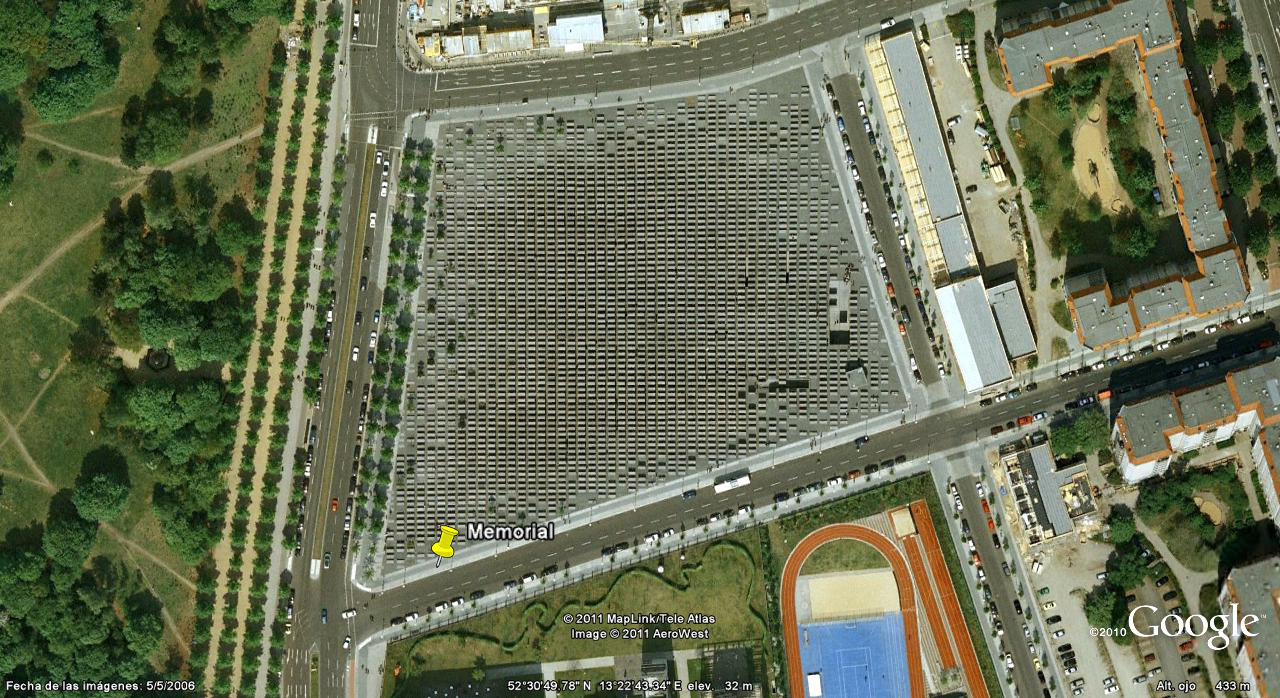 Memorial
© 2011 MapLink/Tele Atlas
Image © 2011 AeroWest
©2010 Google™
Fecha de las imágenes: 5/5/2006
52°30'49.78" N 13°22'43.34" E elev. 32 m
Alt. ojo 433 m